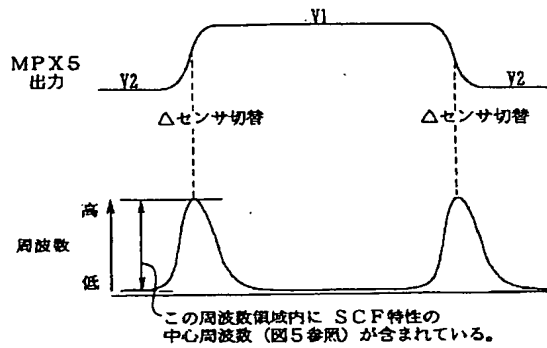 V1
MPX5
出力
V2
V2
△センサ切替
△センサ切替
高
周波数
低
この周波数領域内に SCF特性の
中心周波数（図5参照）が含まれている。